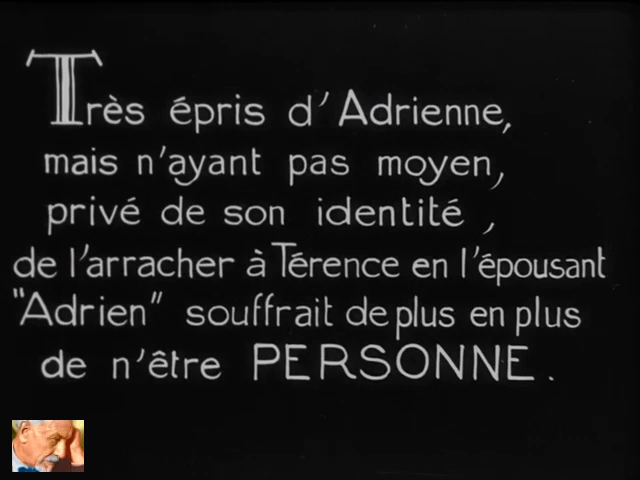 Très épris d'Adrienne,
mais n'ayant pas moyen,
privé de son identité,
de l'arracher à Térence en l'épousant
"Adrien" souffrait de plus en plus
de n'être PERSONNE.